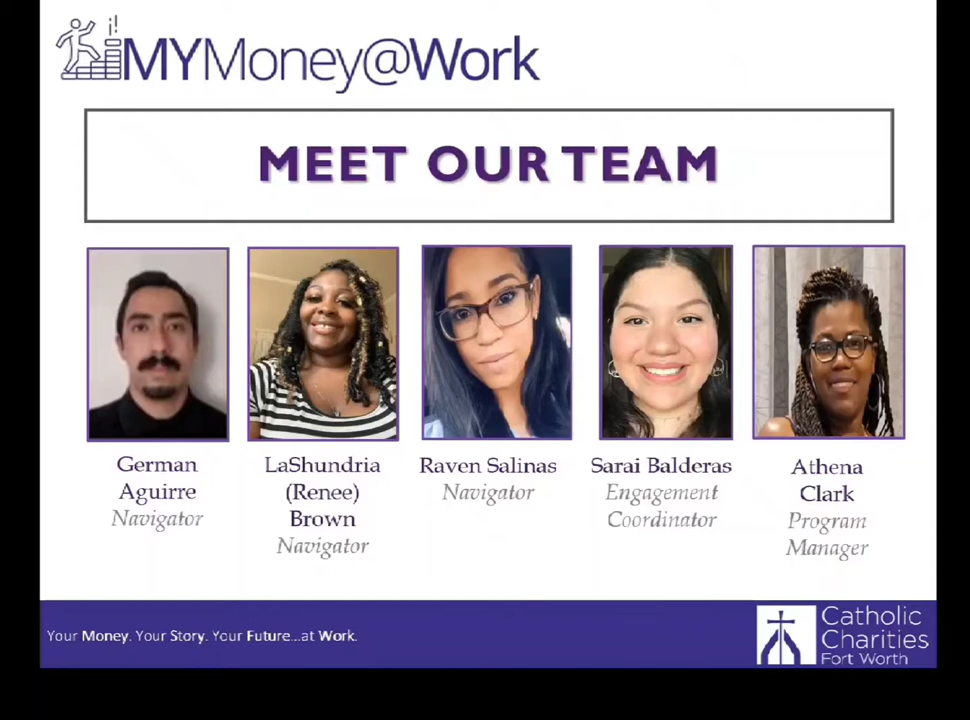 MYMoney@Work
MEET OUR TEAM
German
Aguirre
Navigator
LaShundria
(Renee)
Brown
Navigator
Raven Salinas
Navigator
Sarai Balderas
Engagement
Coordinator
Athena
Clark
Program
Manager
Your Money. Your Story. Your Future...at Work.
Catholic
Charities
Fort Worth